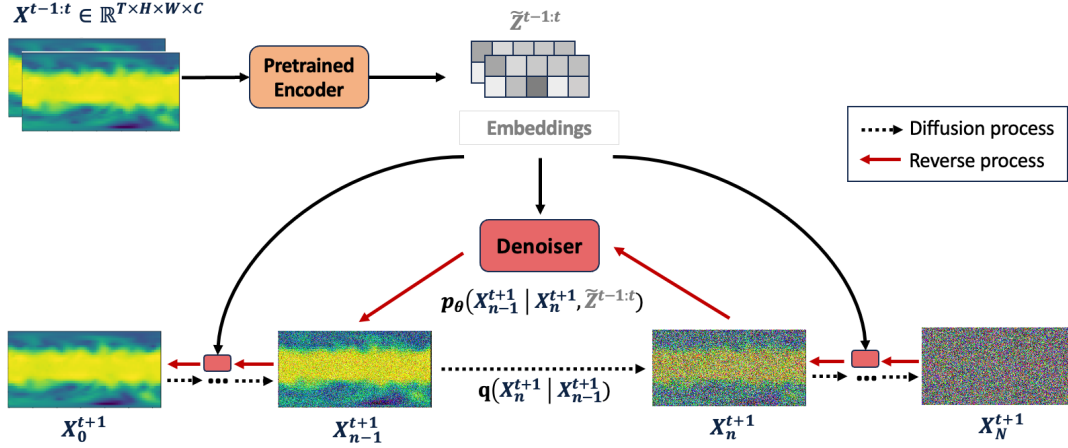 X^{t-1:t} ∈ ℝ^{T×H×W×C}
Z̃^{t-1:t}
Pretrained
Encoder
Embeddings
Diffusion process
Reverse process
Denoiser
p_θ(X_{n-1}^{t+1} | X_n^{t+1}, Z̃^{t-1:t})
q(X_n^{t+1} | X_{n-1}^{t+1})
X_0^{t+1}
X_{n-1}^{t+1}
X_n^{t+1}
X_N^{t+1}